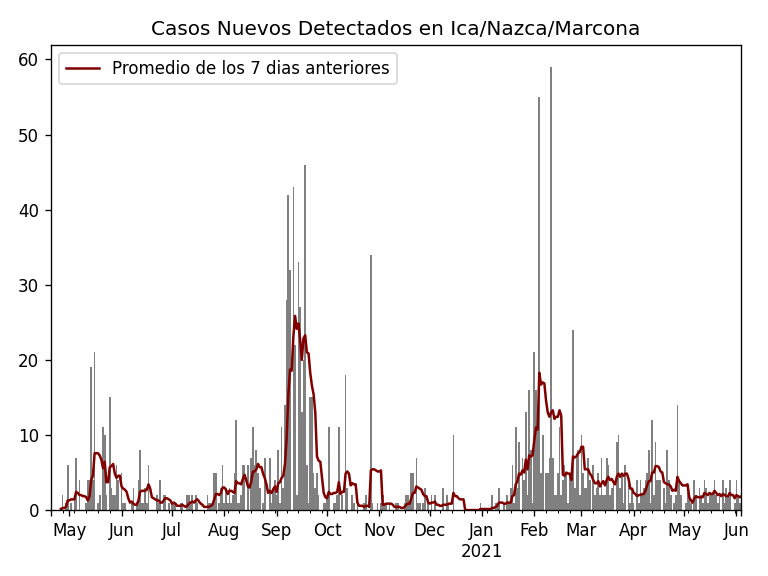 Casos Nuevos Detectados en Ica/Nazca/Marcona
Promedio de los 7 dias anteriores
60
50
40
30
20
10
0
May Jun Jul Aug Sep Oct Nov Dec Jan Feb Mar Apr May Jun
2021